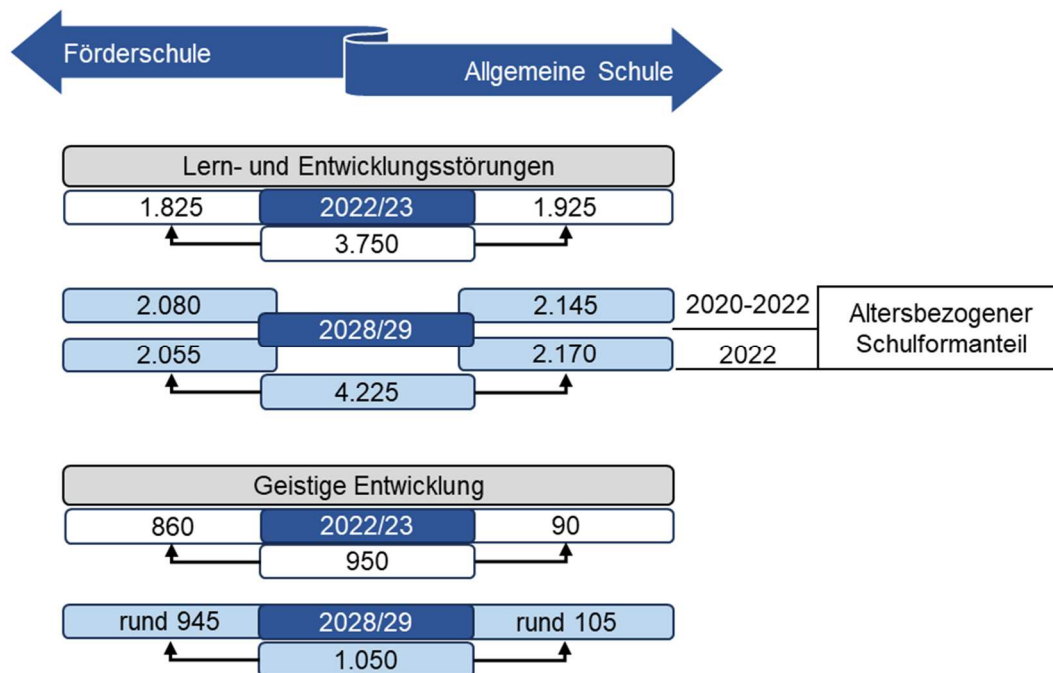 Förderschule
Allgemeine Schule
Lern- und Entwicklungsstörungen
1.825 2022/23 1.925
3.750
2.080 2.145 2020-2022
2028/29
2.055 2.170 2022
Altersbezogener
Schulformanteil
4.225
Geistige Entwicklung
860 2022/23 90
950
rund 945 2028/29 rund 105
1.050